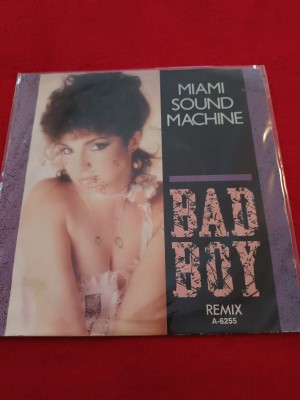 MIAMI
SOUND
MACHINE
BAD
BOY
REMIX
A-6255